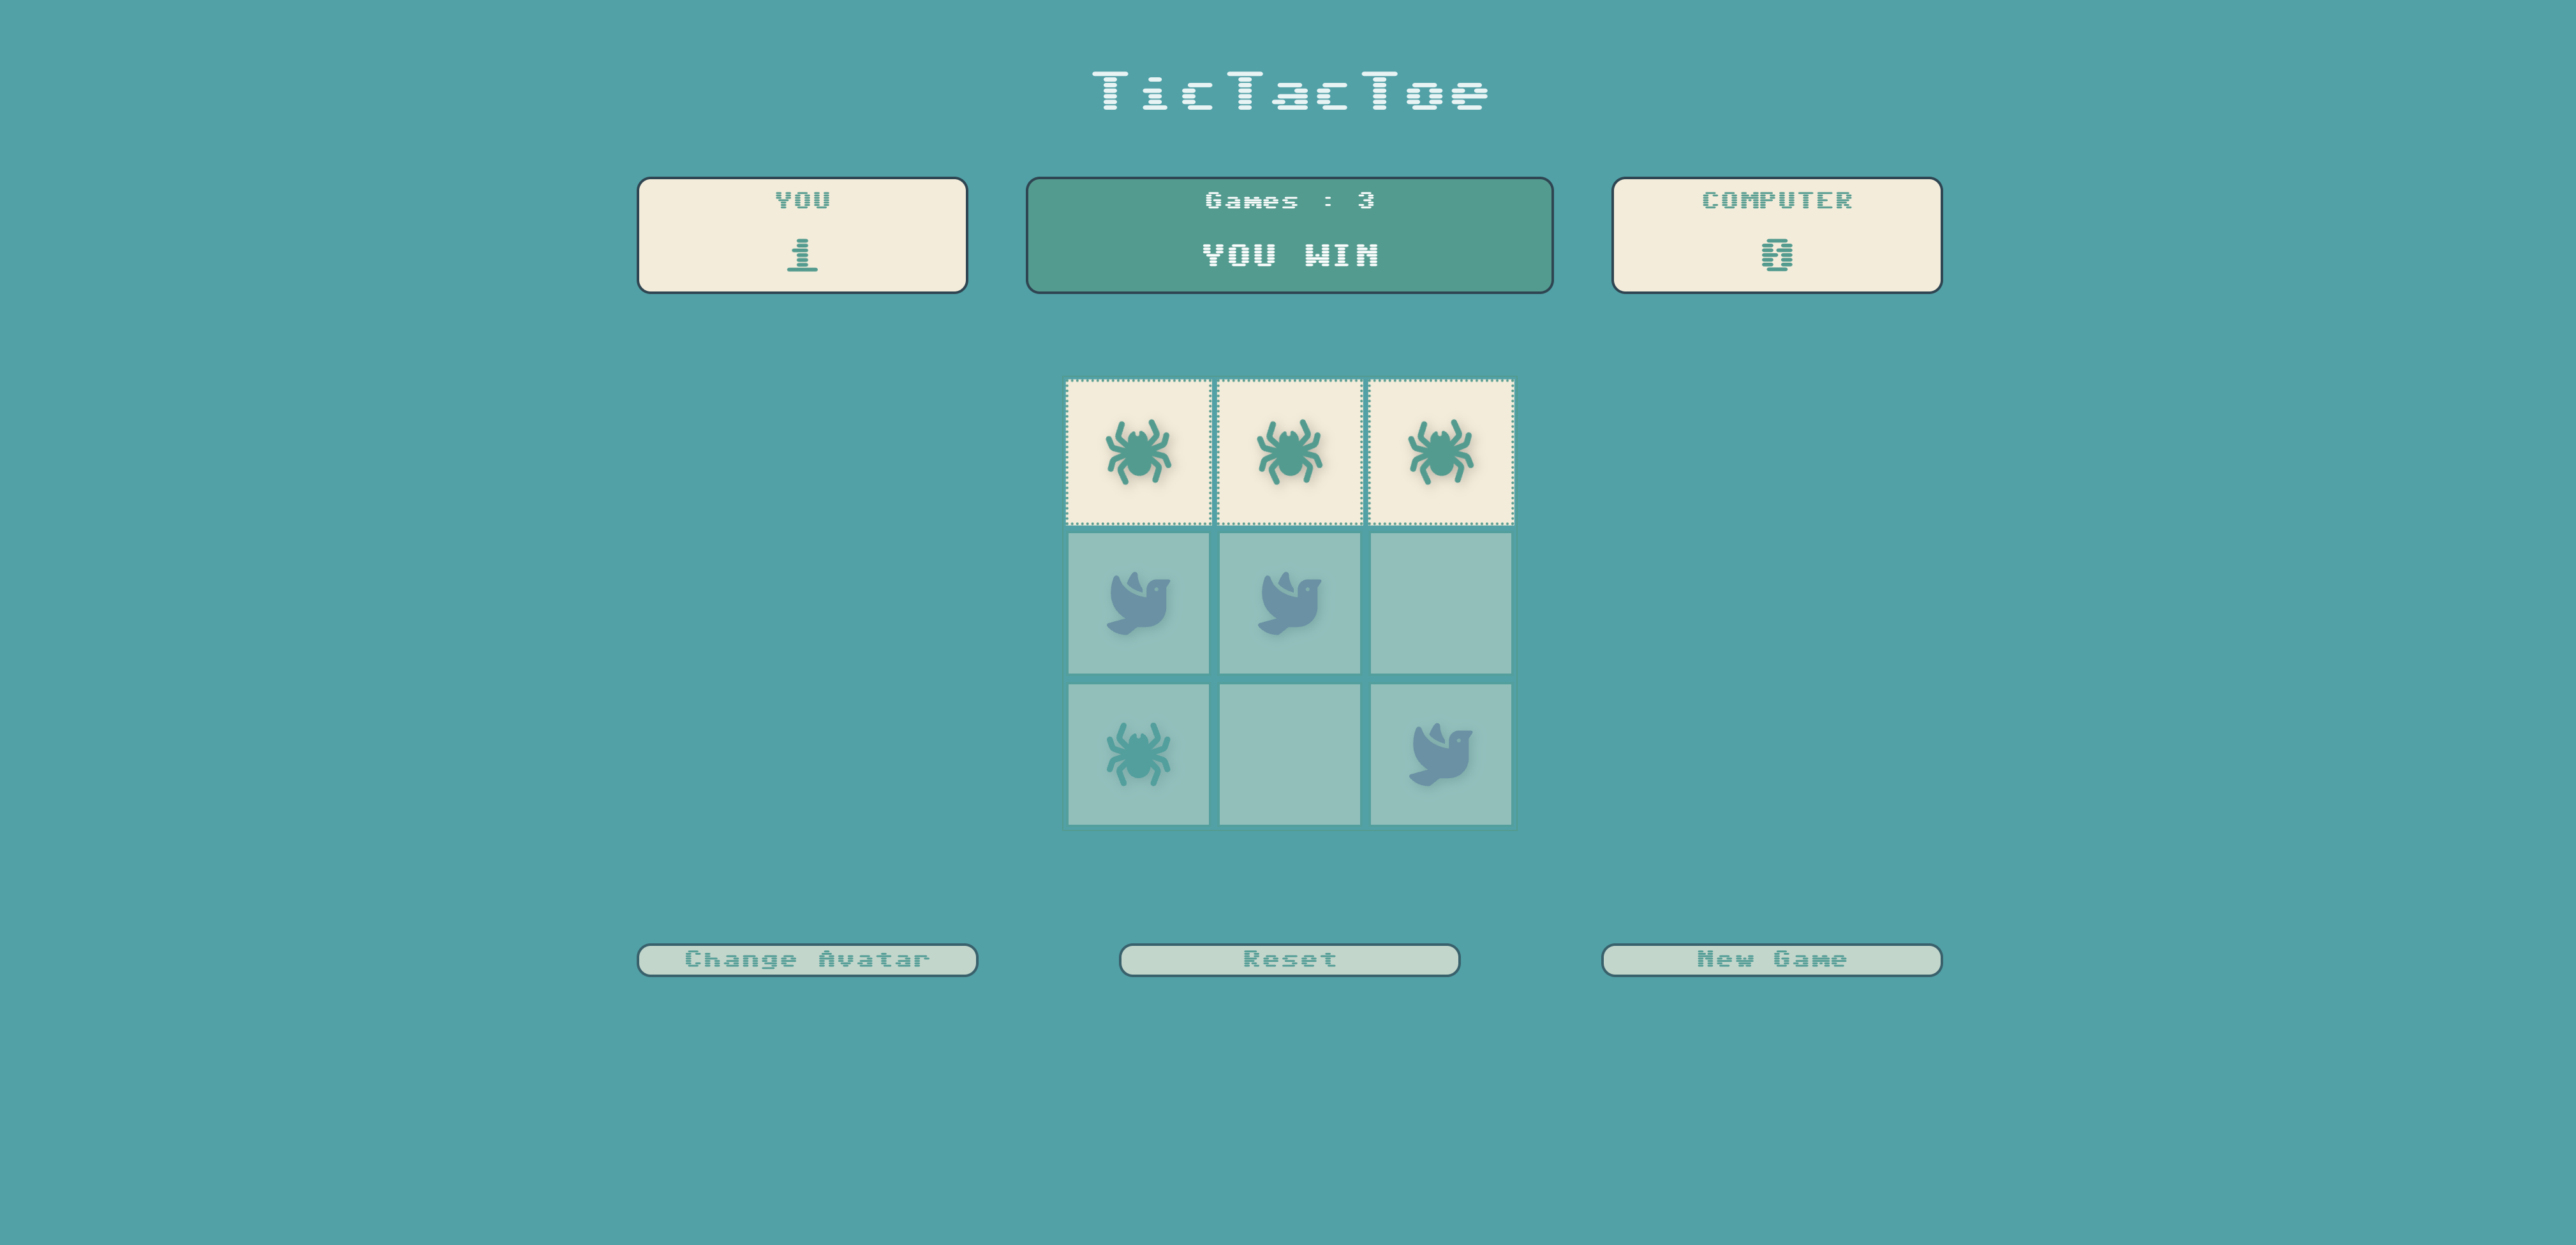 TicTacToe
YOU
1
Games : 3
YOU WIN
COMPUTER
0
Change Avatar
Reset
New Game